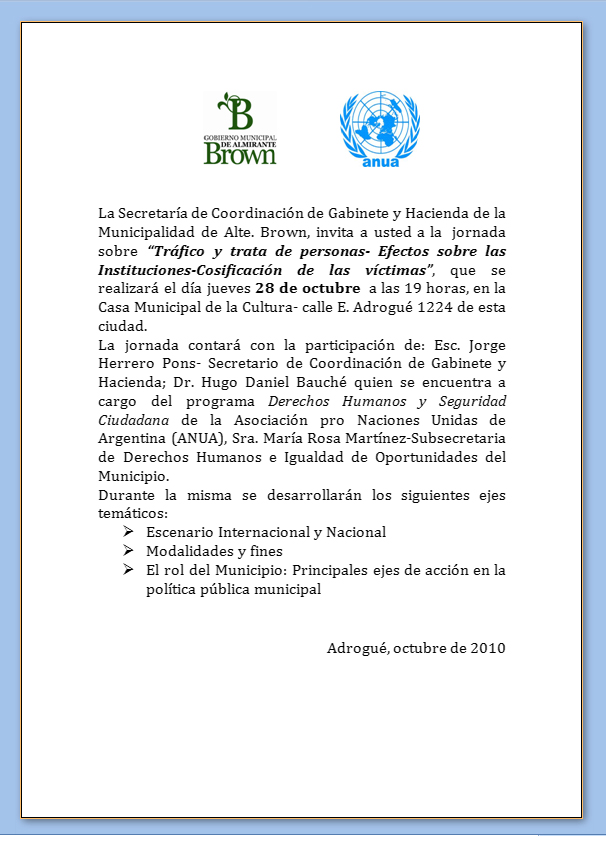 B
GOBIERNO MUNICIPAL
DE ALMIRANTE
Brown
anua
La Secretaría de Coordinación de Gabinete y Hacienda de la
Municipalidad de Alte. Brown, invita a usted a la jornada
sobre “Tráfico y trata de personas- Efectos sobre las
Instituciones-Cosificación de las víctimas”, que se
realizará el día jueves 28 de octubre a las 19 horas, en la
Casa Municipal de la Cultura- calle E. Adrogué 1224 de esta
ciudad.
La jornada contará con la participación de: Esc. Jorge
Herrero Pons- Secretario de Coordinación de Gabinete y
Hacienda; Dr. Hugo Daniel Bauché quien se encuentra a
cargo del programa Derechos Humanos y Seguridad
Ciudadana de la Asociación pro Naciones Unidas de
Argentina (ANUA), Sra. María Rosa Martínez-Subsecretaria
de Derechos Humanos e Igualdad de Oportunidades del
Municipio.
Durante la misma se desarrollarán los siguientes ejes
temáticos:
➢ Escenario Internacional y Nacional
➢ Modalidades y fines
➢ El rol del Municipio: Principales ejes de acción en la
política pública municipal
Adrogué, octubre de 2010